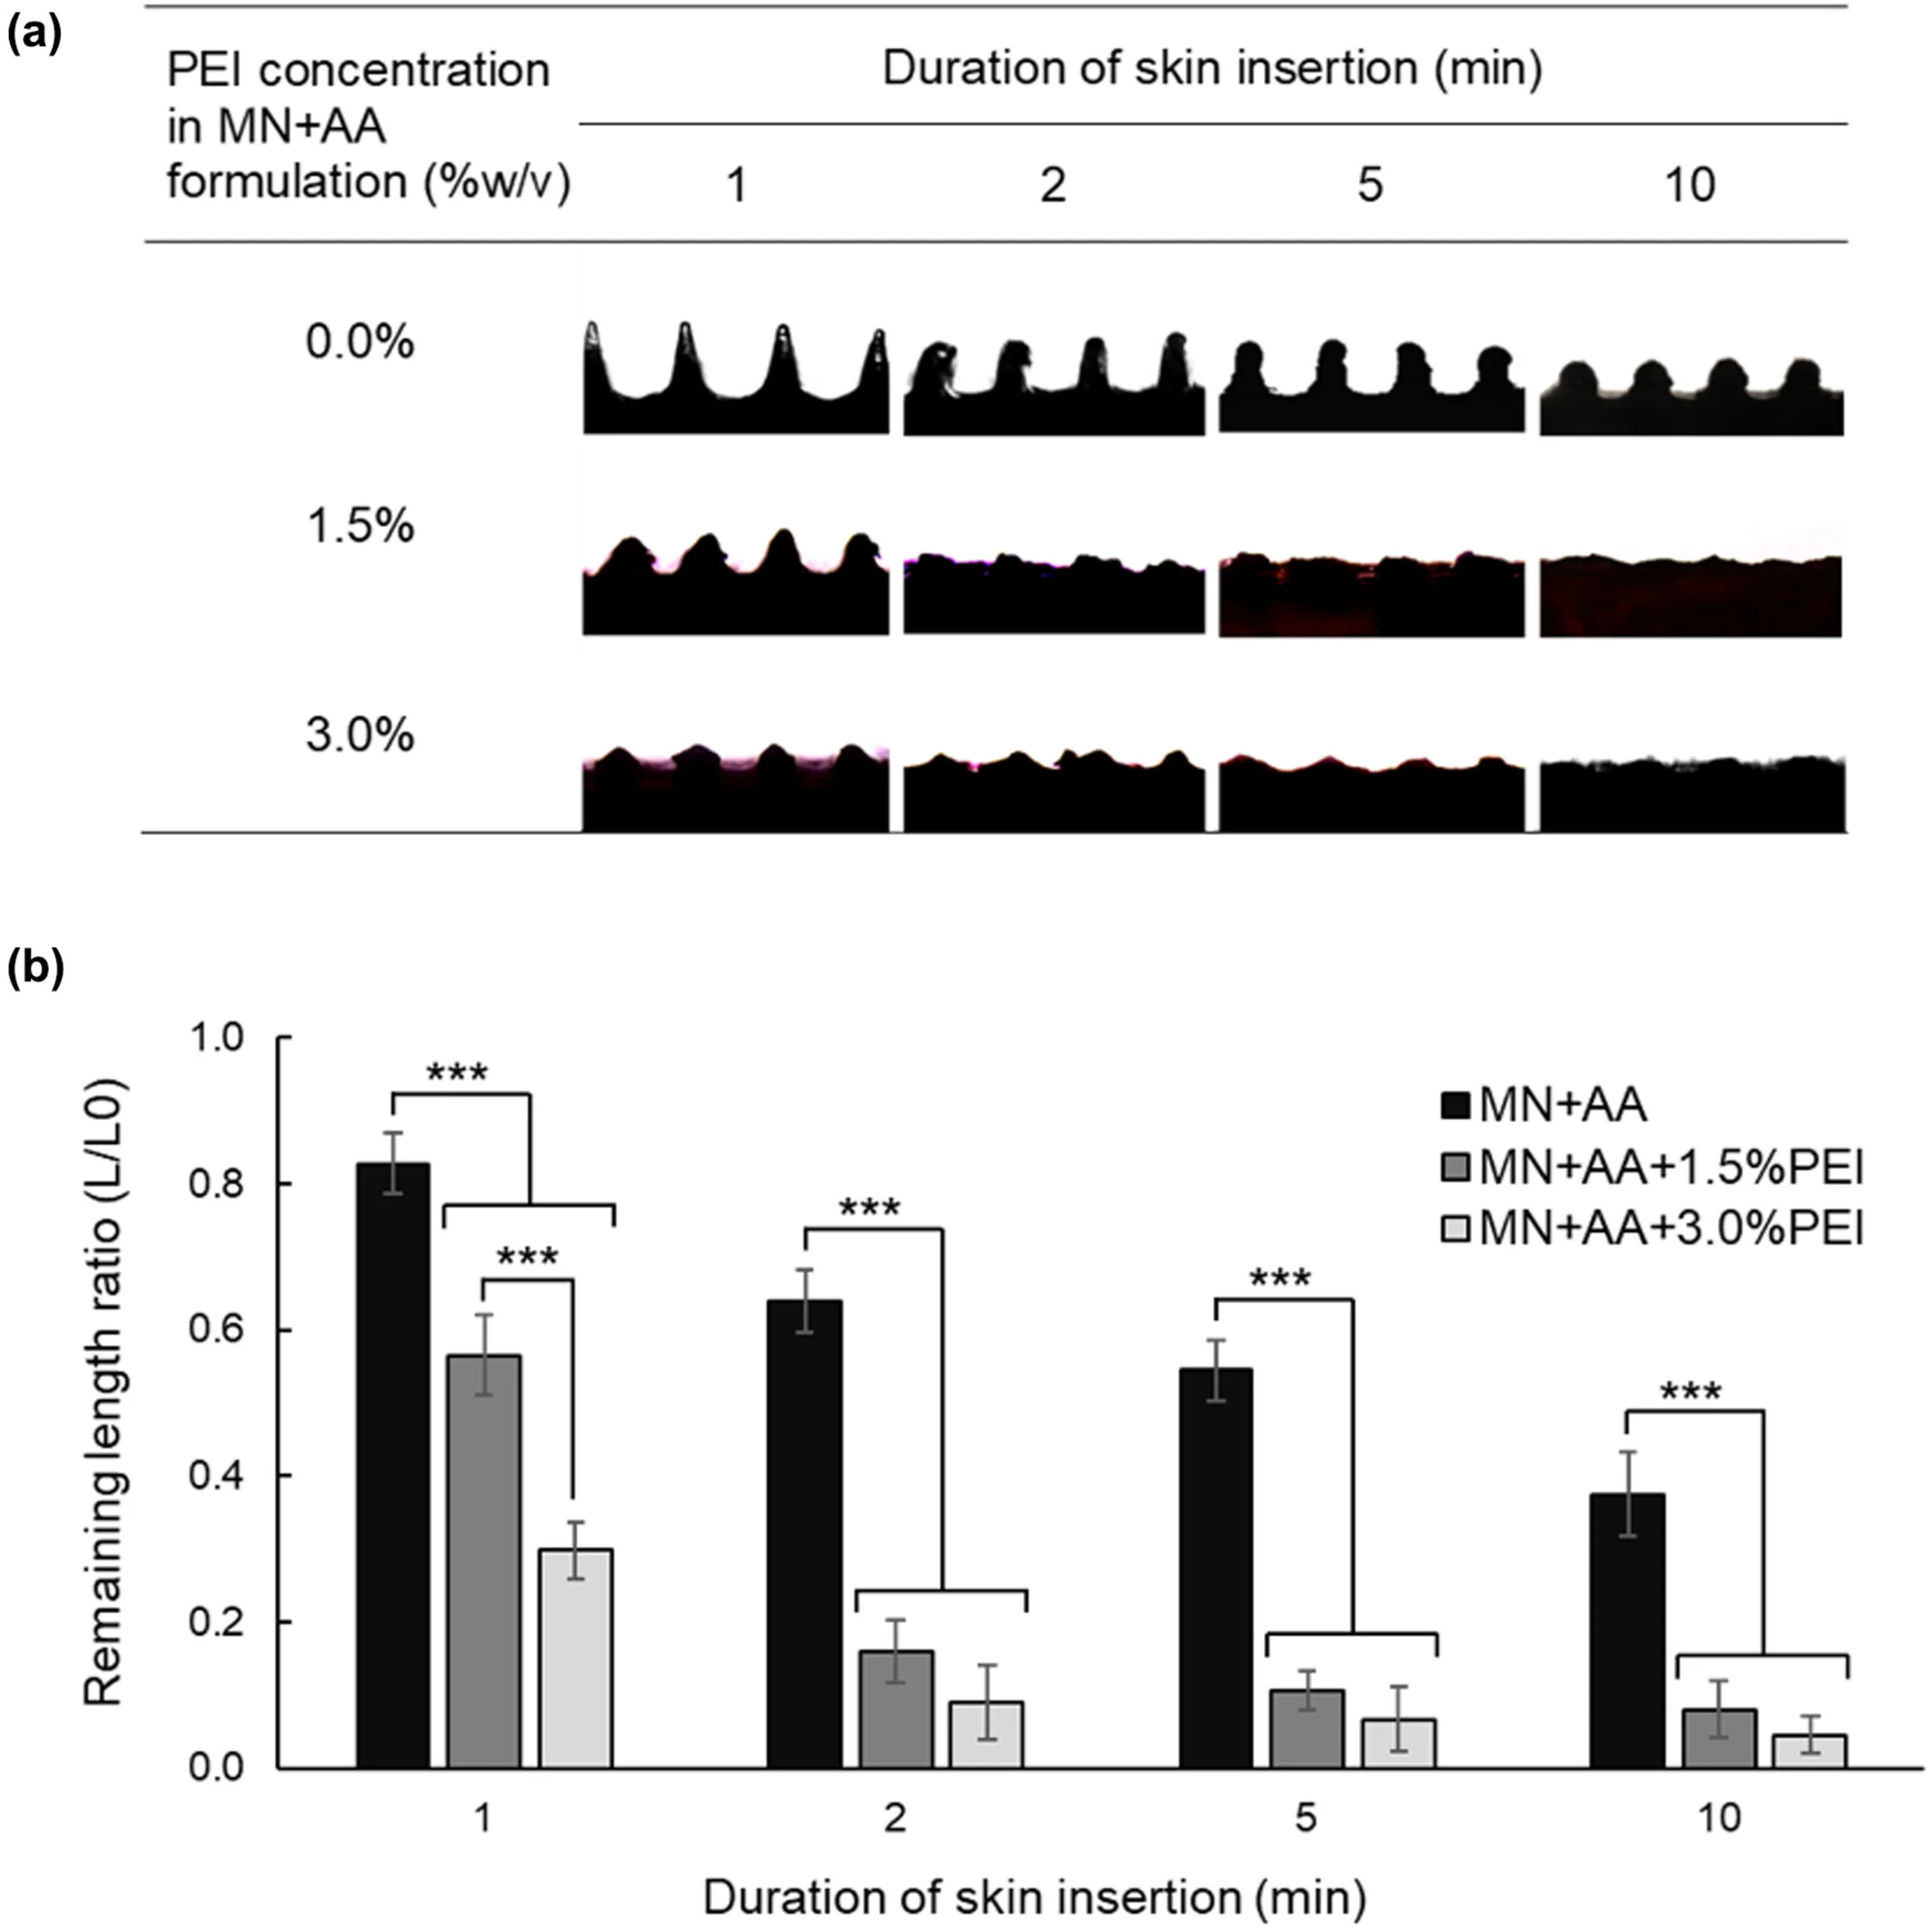 (a)
PEI concentration
in MN+AA
formulation (%w/v)
Duration of skin insertion (min)
1 2 5 10
0.0%
1.5%
3.0%
(b)
Remaining length ratio (L/L0)
1.0
0.8
0.6
0.4
0.2
0.0
***
***
***
***
***
MN+AA
MN+AA+1.5%PEI
MN+AA+3.0%PEI
1 2 5 10
Duration of skin insertion (min)